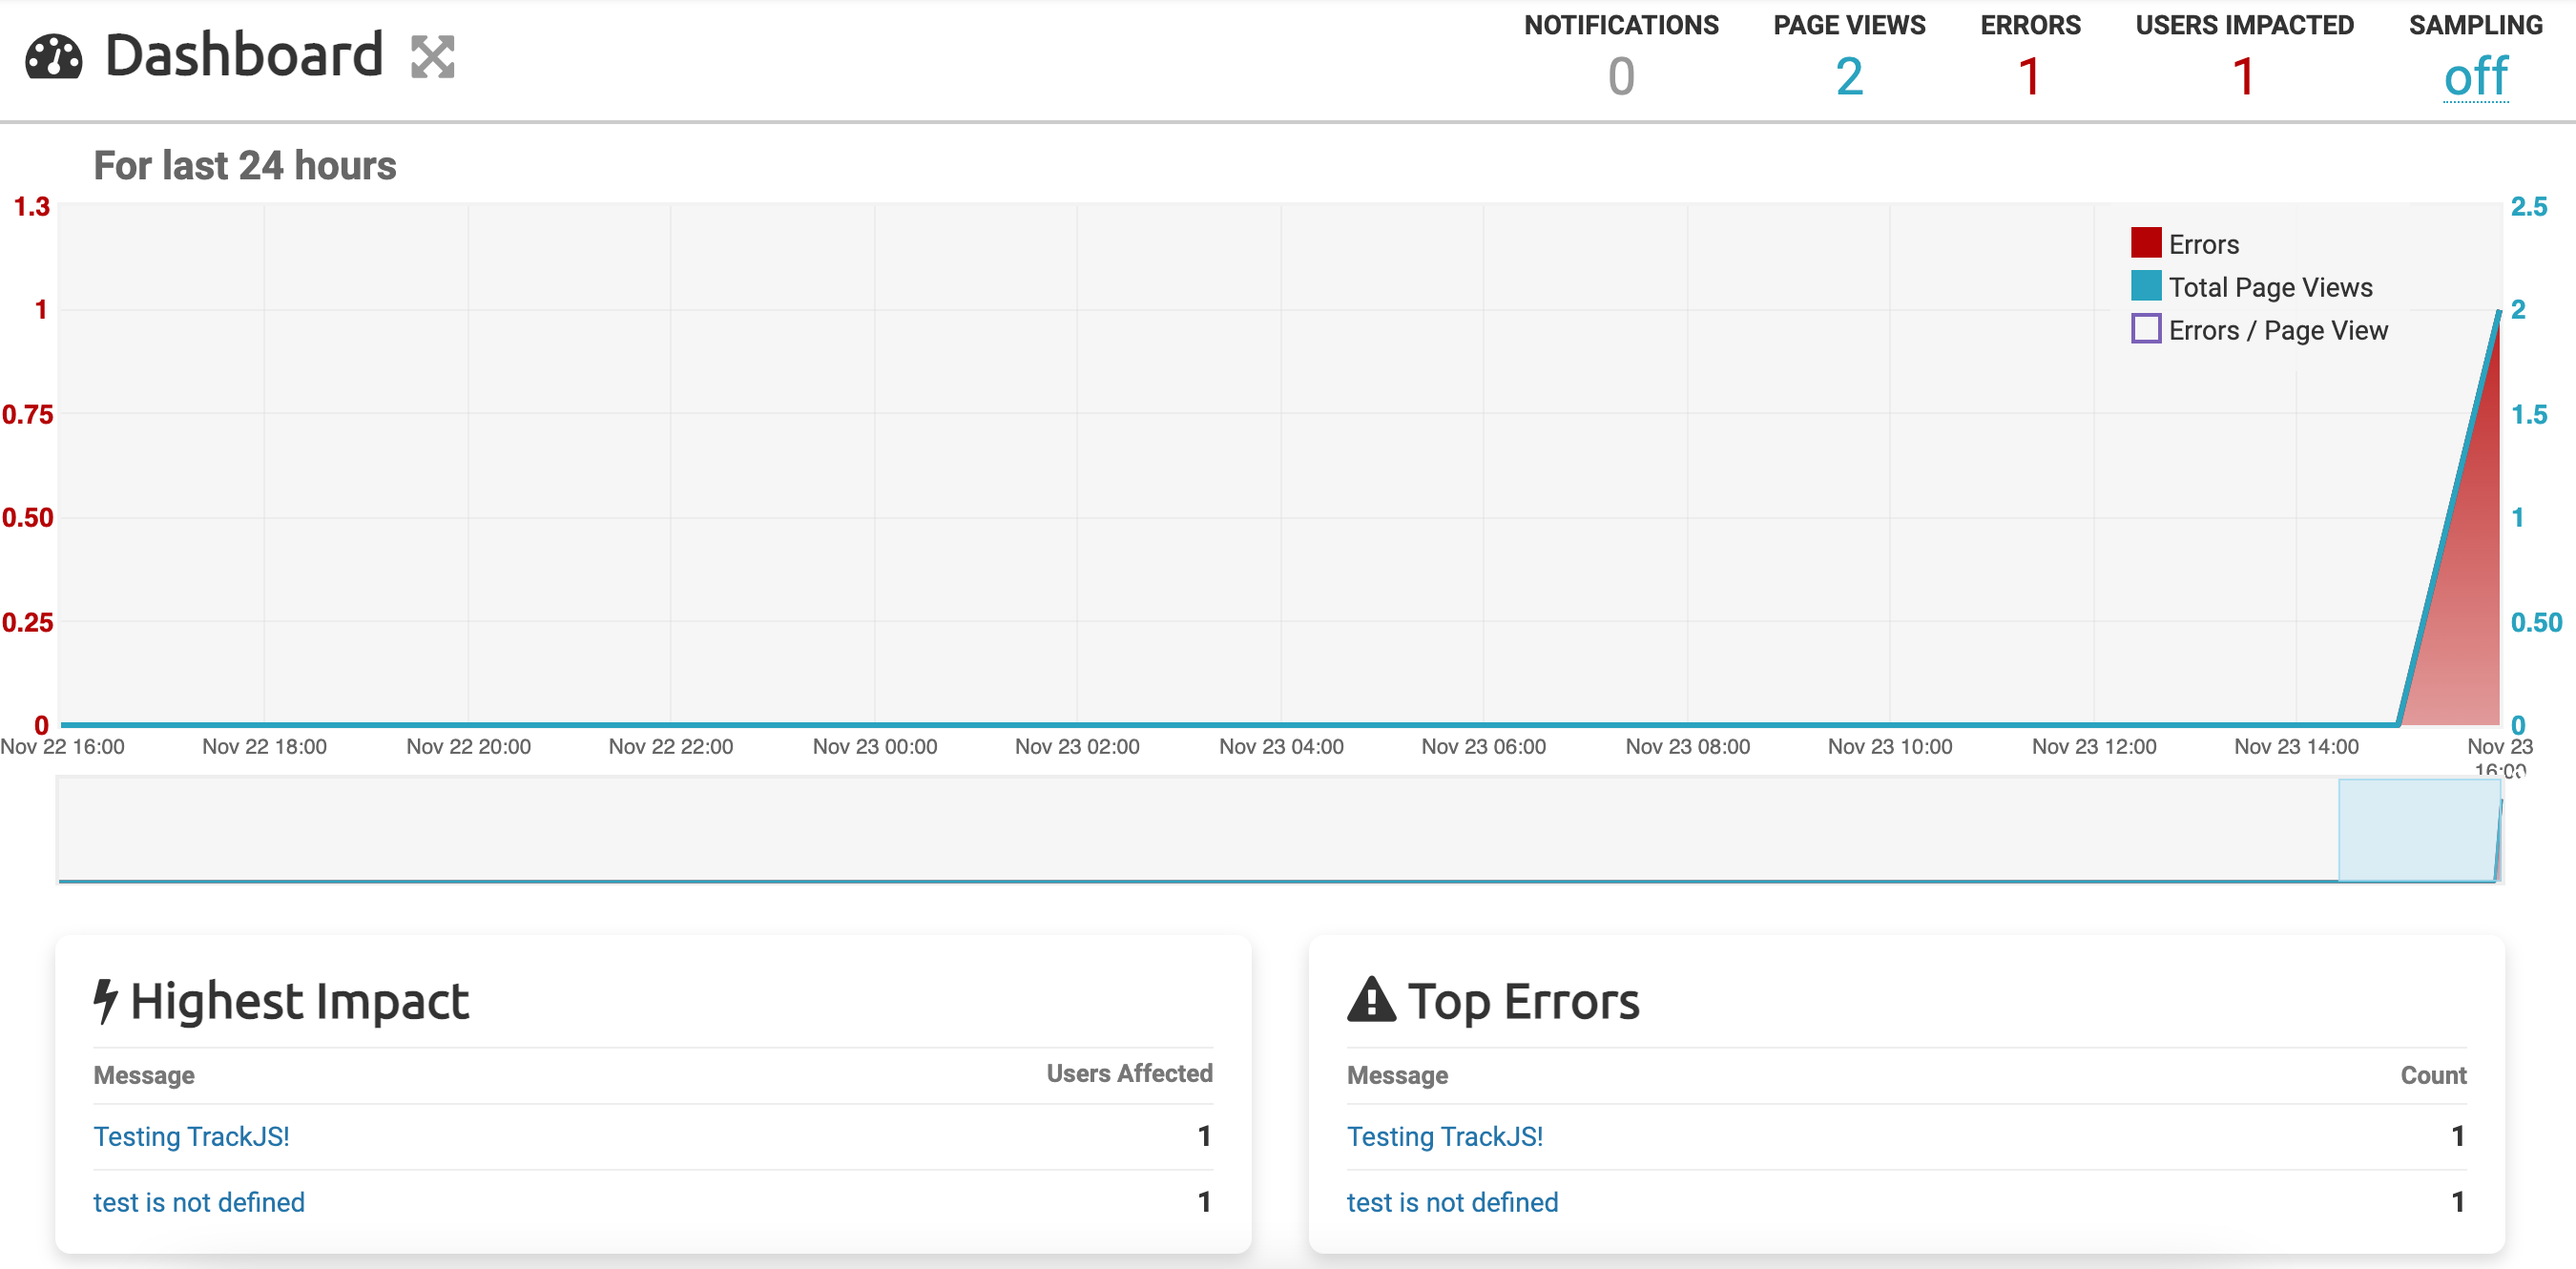 Dashboard
NOTIFICATIONS PAGE VIEWS ERRORS USERS IMPACTED SAMPLING
0 2 1 1 off
For last 24 hours
1.3 2.5
Errors
Total Page Views
Errors / Page View
1 2
0.75 1.5
0.50 1
0.25 0.50
0 0
Nov 22 16:00 Nov 22 18:00 Nov 22 20:00 Nov 22 22:00 Nov 23 00:00 Nov 23 02:00 Nov 23 04:00 Nov 23 06:00 Nov 23 08:00 Nov 23 10:00 Nov 23 12:00 Nov 23 14:00 Nov 23
16:00
Highest Impact
Message Users Affected
Testing TrackJS! 1
test is not defined 1
Top Errors
Message Count
Testing TrackJS! 1
test is not defined 1